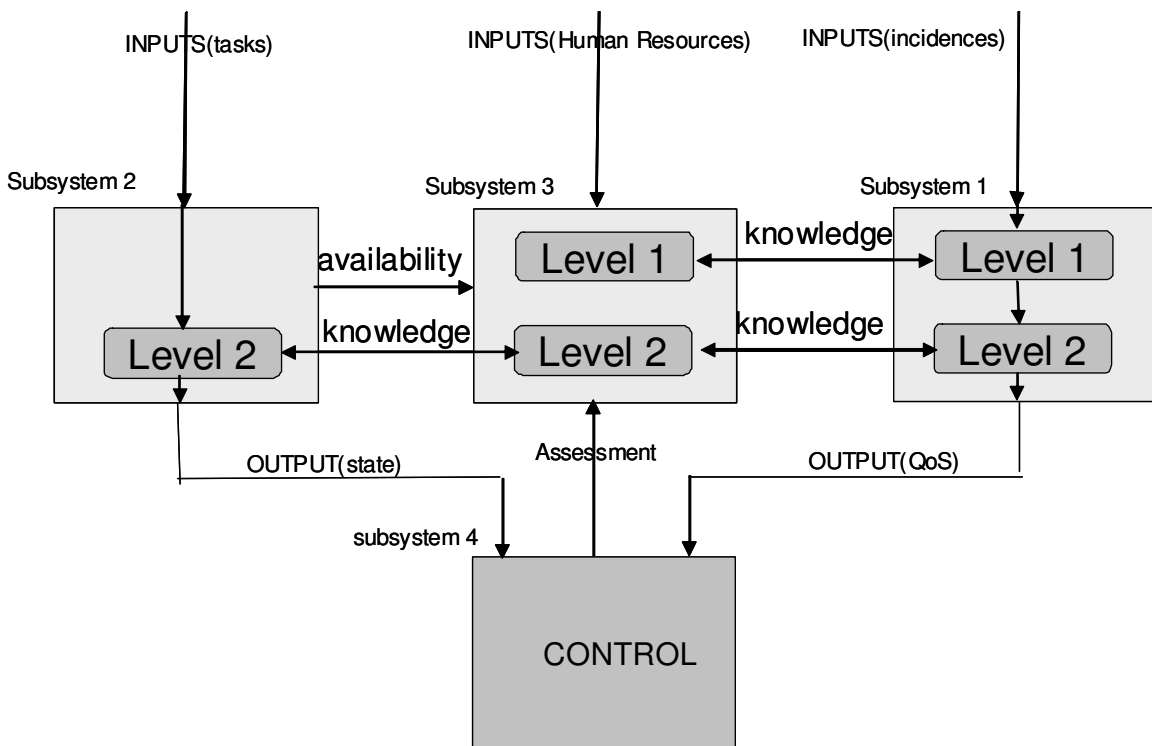 INPUTS(tasks)
INPUTS(Human Resources)
INPUTS(incidences)
Subsystem 2
Subsystem 3
Subsystem 1
availability
knowledge
Level 1
knowledge
Level 1
Level 2
Level 2
knowledge
Level 2
OUTPUT(state)
Assessment
OUTPUT(QoS)
subsystem 4
CONTROL